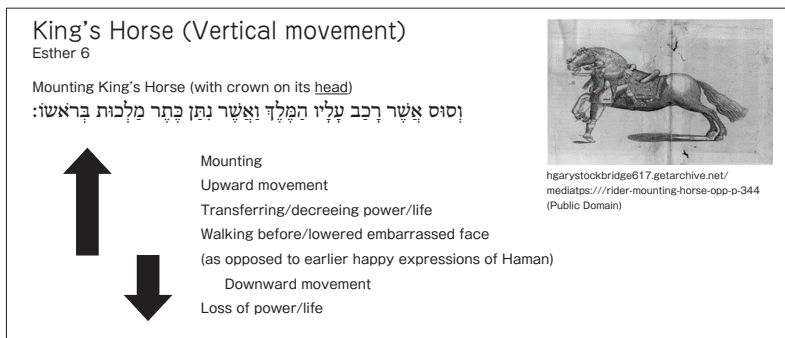 King's Horse (Vertical movement)
Esther 6
Mounting King's Horse (with crown on its head)
וְסוּס אֲשֶׁר רָכַב עָלָיו הַמֶּלֶךְ וַאֲשֶׁר נִתַּן כֶּתֶר מַלְכוּת בְּרֹאשׁוֹ׃
Mounting
Upward movement
Transferring/decreeing power/life
Walking before/lowered embarrassed face
(as opposed to earlier happy expressions of Haman)
Downward movement
Loss of power/life
hgarystockbridge617.getarchive.net/
mediatps:///rider-mounting-horse-opp-p-344
(Public Domain)